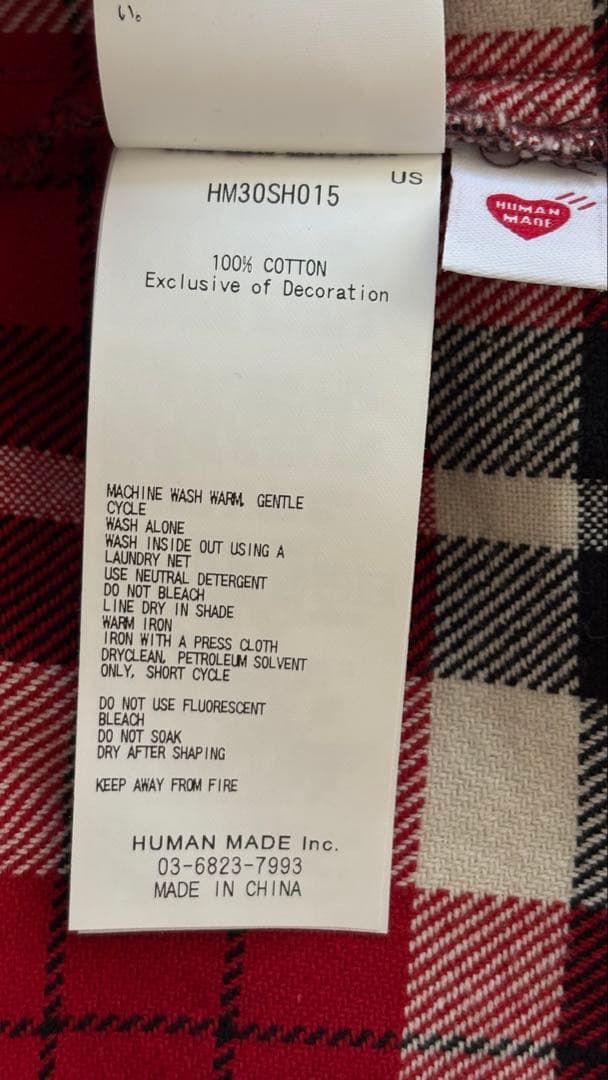 US
HM30SH015
HUMAN
MADE
100% COTTON
Exclusive of Decoration
MACHINE WASH WARM, GENTLE
CYCLE
WASH ALONE
WASH INSIDE OUT USING A
LAUNDRY NET
USE NEUTRAL DETERGENT
DO NOT BLEACH
LINE DRY IN SHADE
WARM IRON
IRON WITH A PRESS CLOTH
DRYCLEAN, PETROLEUM SOLVENT
ONLY, SHORT CYCLE
DO NOT USE FLUORESCENT
BLEACH
DO NOT SOAK
DRY AFTER SHAPING
KEEP AWAY FROM FIRE
HUMAN MADE Inc.
03-6823-7993
MADE IN CHINA